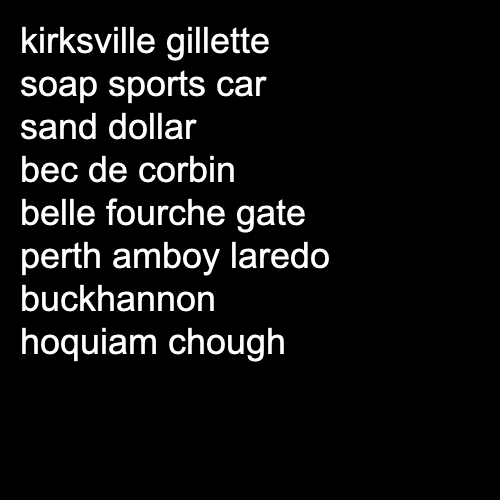 kirksville gillette
soap sports car
sand dollar
bec de corbin
belle fourche gate
perth amboy laredo
buckhannon
hoquiam chough